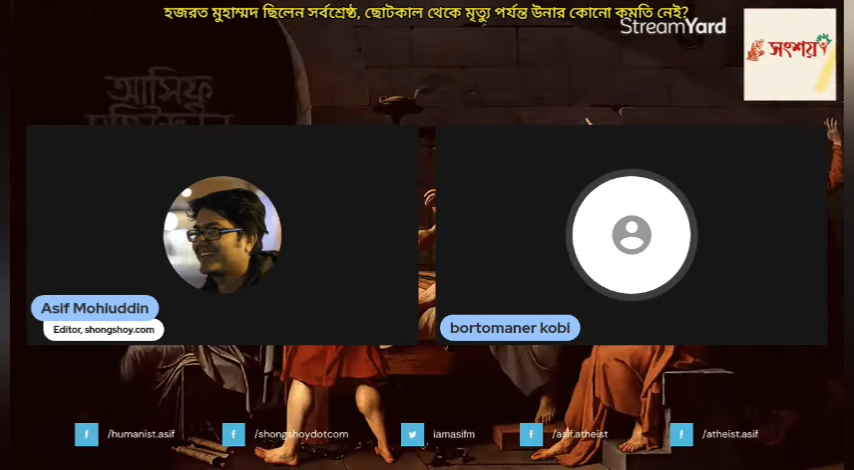 হজরত মুহাম্মদ ছিলেন সর্বশ্রেষ্ঠ, ছোটকাল থেকে মৃত্যু পর্যন্ত উনার কোনো কমতি নেই?
StreamYard
সংশয়
আসিফ
Asif Mohiuddin
Editor, shongshoy.com
bortomaner kobi
/humanist.asif
/shongshoydotcom
iamasifm
/asif.atheist
/atheist.asif